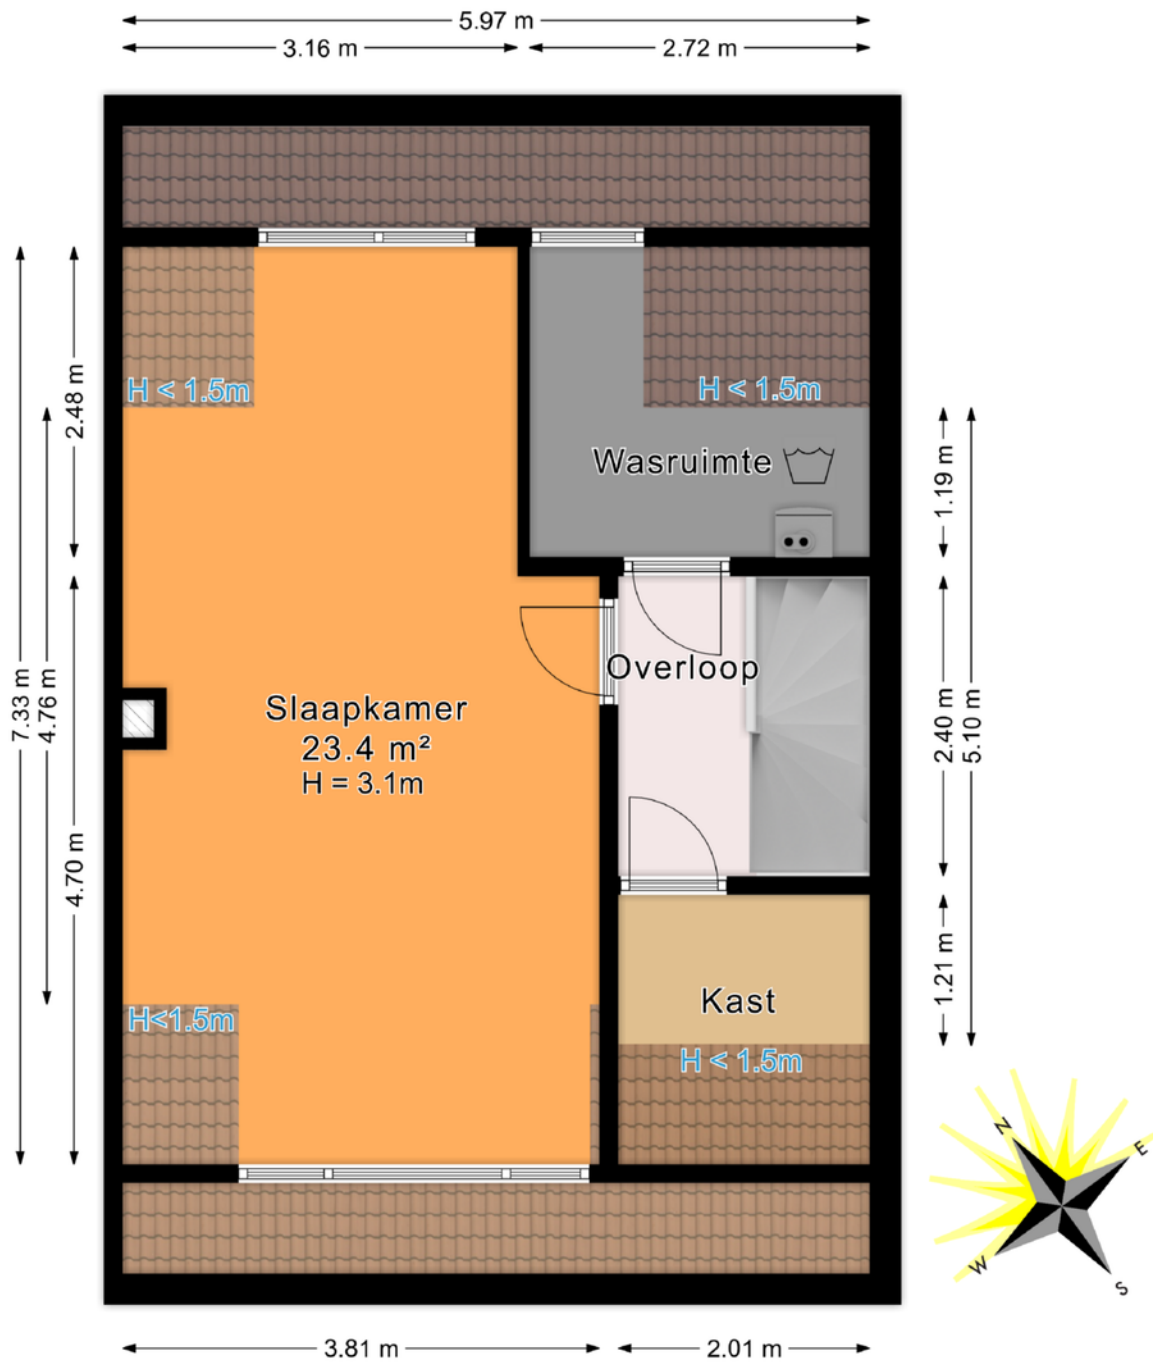 5.97 m
3.16 m
2.72 m
H < 1.5m
H < 1.5m
2.48 m
Wasruimte
1.19 m
Overloop
7.33 m
4.76 m
Slaapkamer
23.4 m²
H = 3.1m
2.40 m
5.10 m
4.70 m
1.21 m
Kast
H<1.5m
H < 1.5m
N
E
W
S
3.81 m
2.01 m